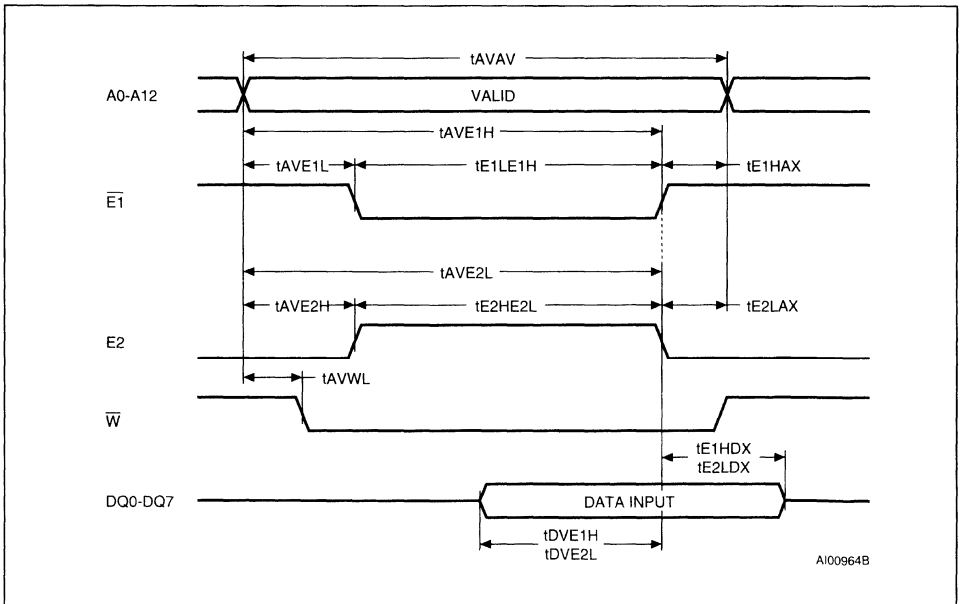 tAVAV
A0-A12
VALID
tAVE1H
tAVE1L
tE1LE1H
tE1HAX
E1
tAVE2L
tAVE2H
tE2HE2L
tE2LAX
E2
tAVWL
W
tE1HDX
tE2LDX
DQ0-DQ7
DATA INPUT
tDVE1H
tDVE2L
AI00964B